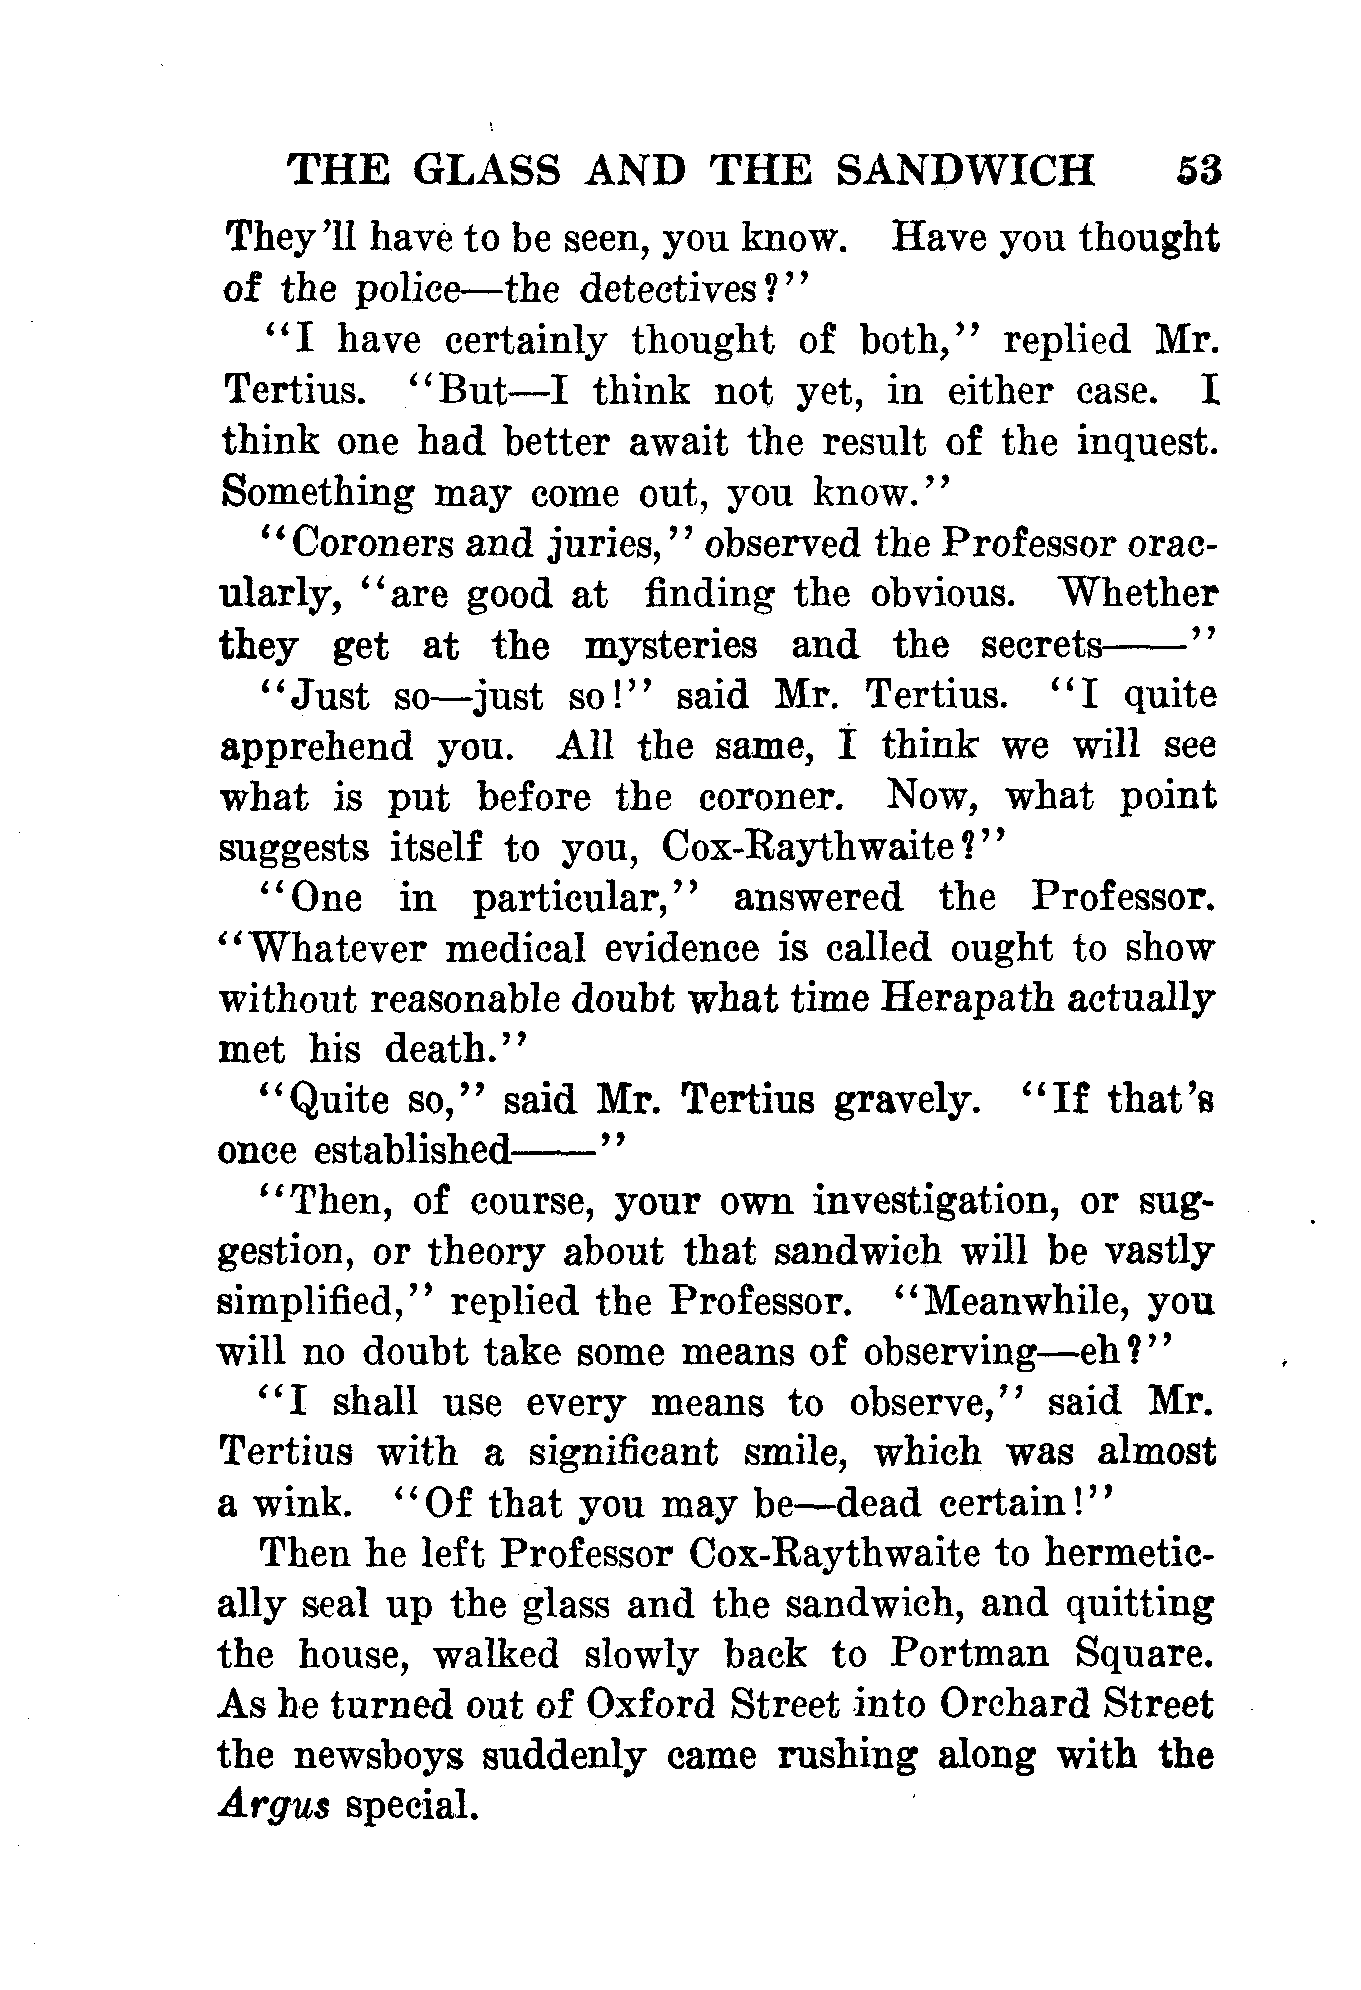 THE GLASS AND THE SANDWICH 53
They'll have to be seen, you know. Have you thought
of the police—the detectives?"
"I have certainly thought of both," replied Mr.
Tertius. "But—I think not yet, in either case. I
think one had better await the result of the inquest.
Something may come out, you know."
"Coroners and juries," observed the Professor orac-
ularly, "are good at finding the obvious. Whether
they get at the mysteries and the secrets——"
"Just so—just so!" said Mr. Tertius. "I quite
apprehend you. All the same, I think we will see
what is put before the coroner. Now, what point
suggests itself to you, Cox-Raythwaite?"
"One in particular," answered the Professor.
"Whatever medical evidence is called ought to show
without reasonable doubt what time Herapath actually
met his death."
"Quite so," said Mr. Tertius gravely. "If that's
once established——"
"Then, of course, your own investigation, or sug-
gestion, or theory about that sandwich will be vastly
simplified," replied the Professor. "Meanwhile, you
will no doubt take some means of observing—eh?"
"I shall use every means to observe," said Mr.
Tertius with a significant smile, which was almost
a wink. "Of that you may be—dead certain!"
Then he left Professor Cox-Raythwaite to hermetic-
ally seal up the glass and the sandwich, and quitting
the house, walked slowly back to Portman Square.
As he turned out of Oxford Street into Orchard Street
the newsboys suddenly came rushing along with the
Argus special.